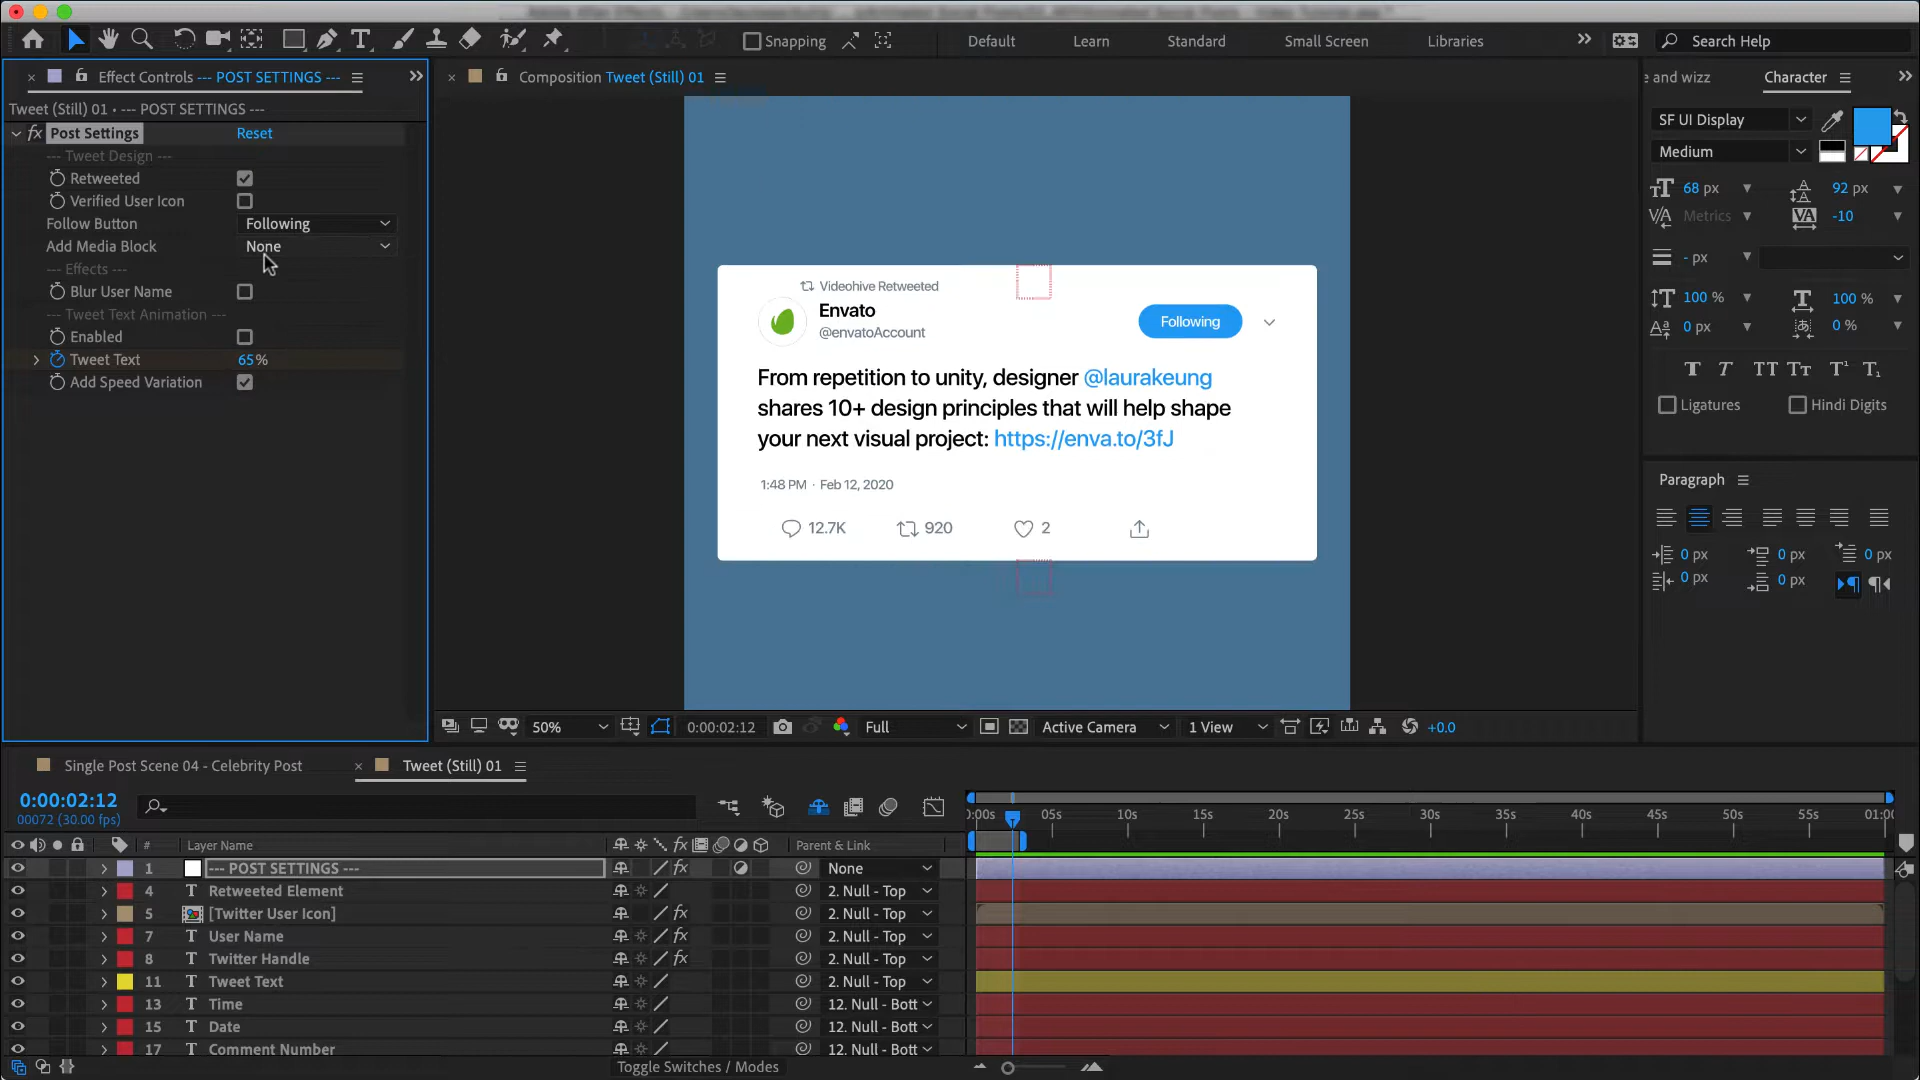 Snapping
Default
Learn
Standard
Small Screen
Libraries
Search Help
Effect Controls --- POST SETTINGS ---
Composition Tweet (Still) 01
e and wizz
Character
Tweet (Still) 01 • --- POST SETTINGS ---
fx Post Settings
Reset
--- Tweet Design ---
Retweeted
Verified User Icon
Follow Button
Following
Add Media Block
None
--- Effects ---
Blur User Name
--- Tweet Text Animation ---
Enabled
Tweet Text
65%
Add Speed Variation
Videohive Retweeted
Envato
@envatoAccount
Following
From repetition to unity, designer @laurakeung
shares 10+ design principles that will help shape
your next visual project: https://enva.to/3fJ
1:48 PM · Feb 12, 2020
12.7K
920
2
SF UI Display
Medium
68 px
92 px
Metrics
-10
- px
100 %
100 %
0 px
0 %
Ligatures
Hindi Digits
Paragraph
0 px
0 px
0 px
0 px
0 px
50%
0:00:02:12
Full
Active Camera
1 View
+0.0
Single Post Scene 04 - Celebrity Post
Tweet (Still) 01
0:00:02:12
00072 (30.00 fps)
:00s
05s
10s
15s
20s
25s
30s
35s
40s
45s
50s
55s
01:0
#
Layer Name
Parent & Link
1
--- POST SETTINGS ---
None
4
Retweeted Element
2. Null - Top
5
[Twitter User Icon]
2. Null - Top
7
User Name
2. Null - Top
8
Twitter Handle
2. Null - Top
11
Tweet Text
2. Null - Top
13
Time
12. Null - Bott
15
Date
12. Null - Bott
17
Comment Number
12. Null - Bott
Toggle Switches / Modes